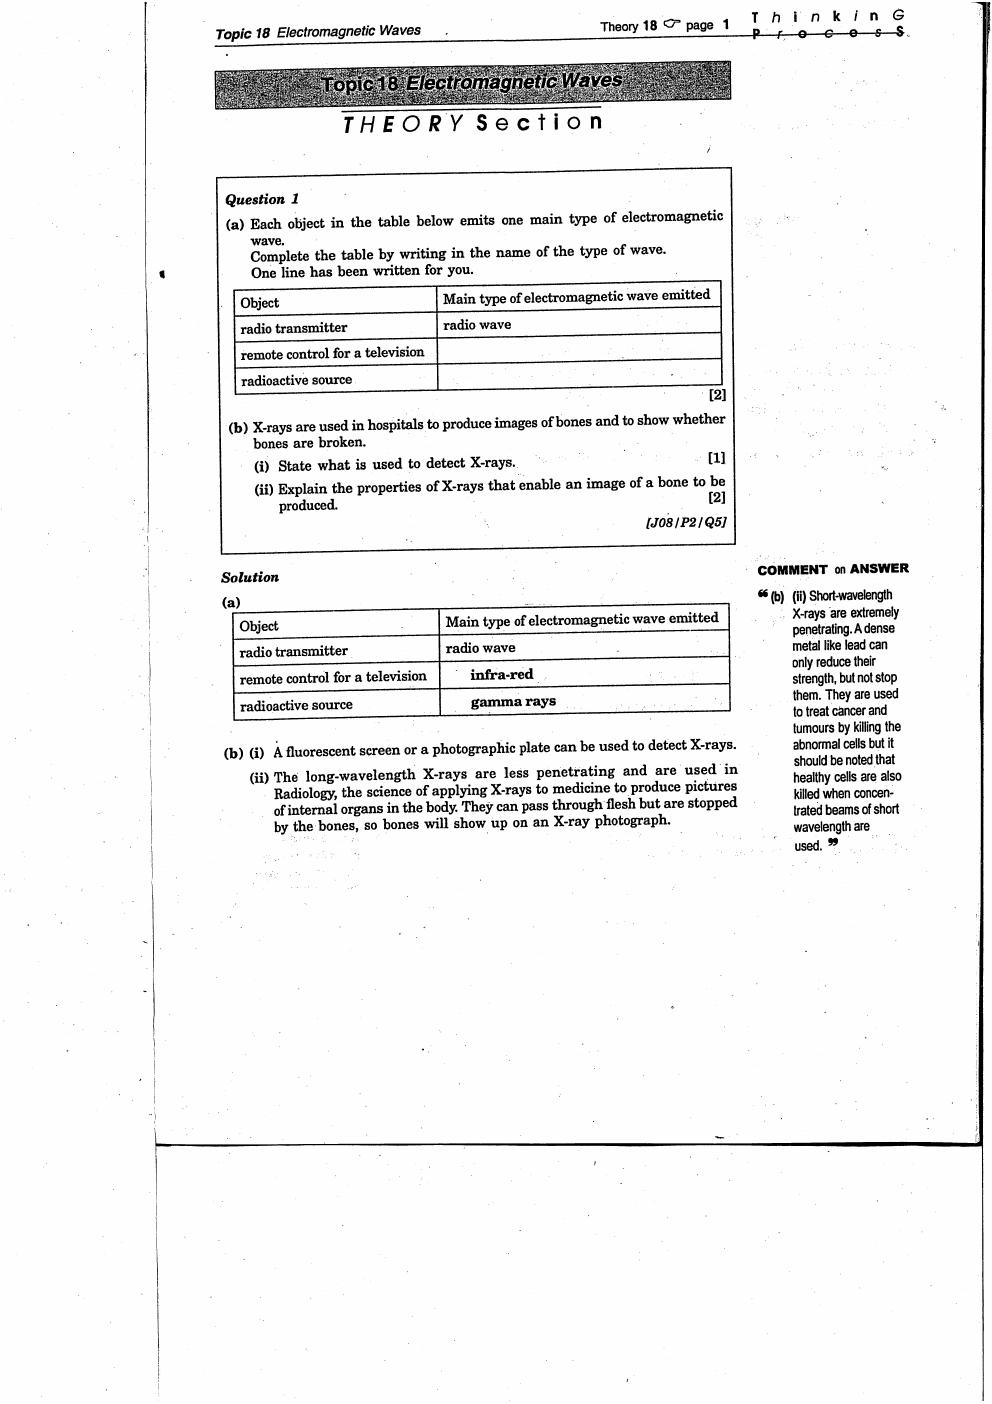 Topic 18 Electromagnetic Waves
Theory 18 ☞ page 1
T h i n k i n G
P r o c e s S
Topic 18 Electromagnetic Waves
THEORY Section
Question 1
(a) Each object in the table below emits one main type of electromagnetic
wave.
Complete the table by writing in the name of the type of wave.
One line has been written for you.
Object Main type of electromagnetic wave emitted
radio transmitter radio wave
remote control for a television
radioactive source
[2]
(b) X-rays are used in hospitals to produce images of bones and to show whether
bones are broken.
(i) State what is used to detect X-rays. [1]
(ii) Explain the properties of X-rays that enable an image of a bone to be
produced. [2]
[J08/P2/Q5]
Solution
(a)
Object Main type of electromagnetic wave emitted
radio transmitter radio wave
remote control for a television infra-red
radioactive source gamma rays
(b) (i) A fluorescent screen or a photographic plate can be used to detect X-rays.
(ii) The long-wavelength X-rays are less penetrating and are used in
Radiology, the science of applying X-rays to medicine to produce pictures
of internal organs in the body. They can pass through flesh but are stopped
by the bones, so bones will show up on an X-ray photograph.
COMMENT on ANSWER
❝ (b) (ii) Short-wavelength
X-rays are extremely
penetrating. A dense
metal like lead can
only reduce their
strength, but not stop
them. They are used
to treat cancer and
tumours by killing the
abnormal cells but it
should be noted that
healthy cells are also
killed when concen-
trated beams of short
wavelength are
used. ❞